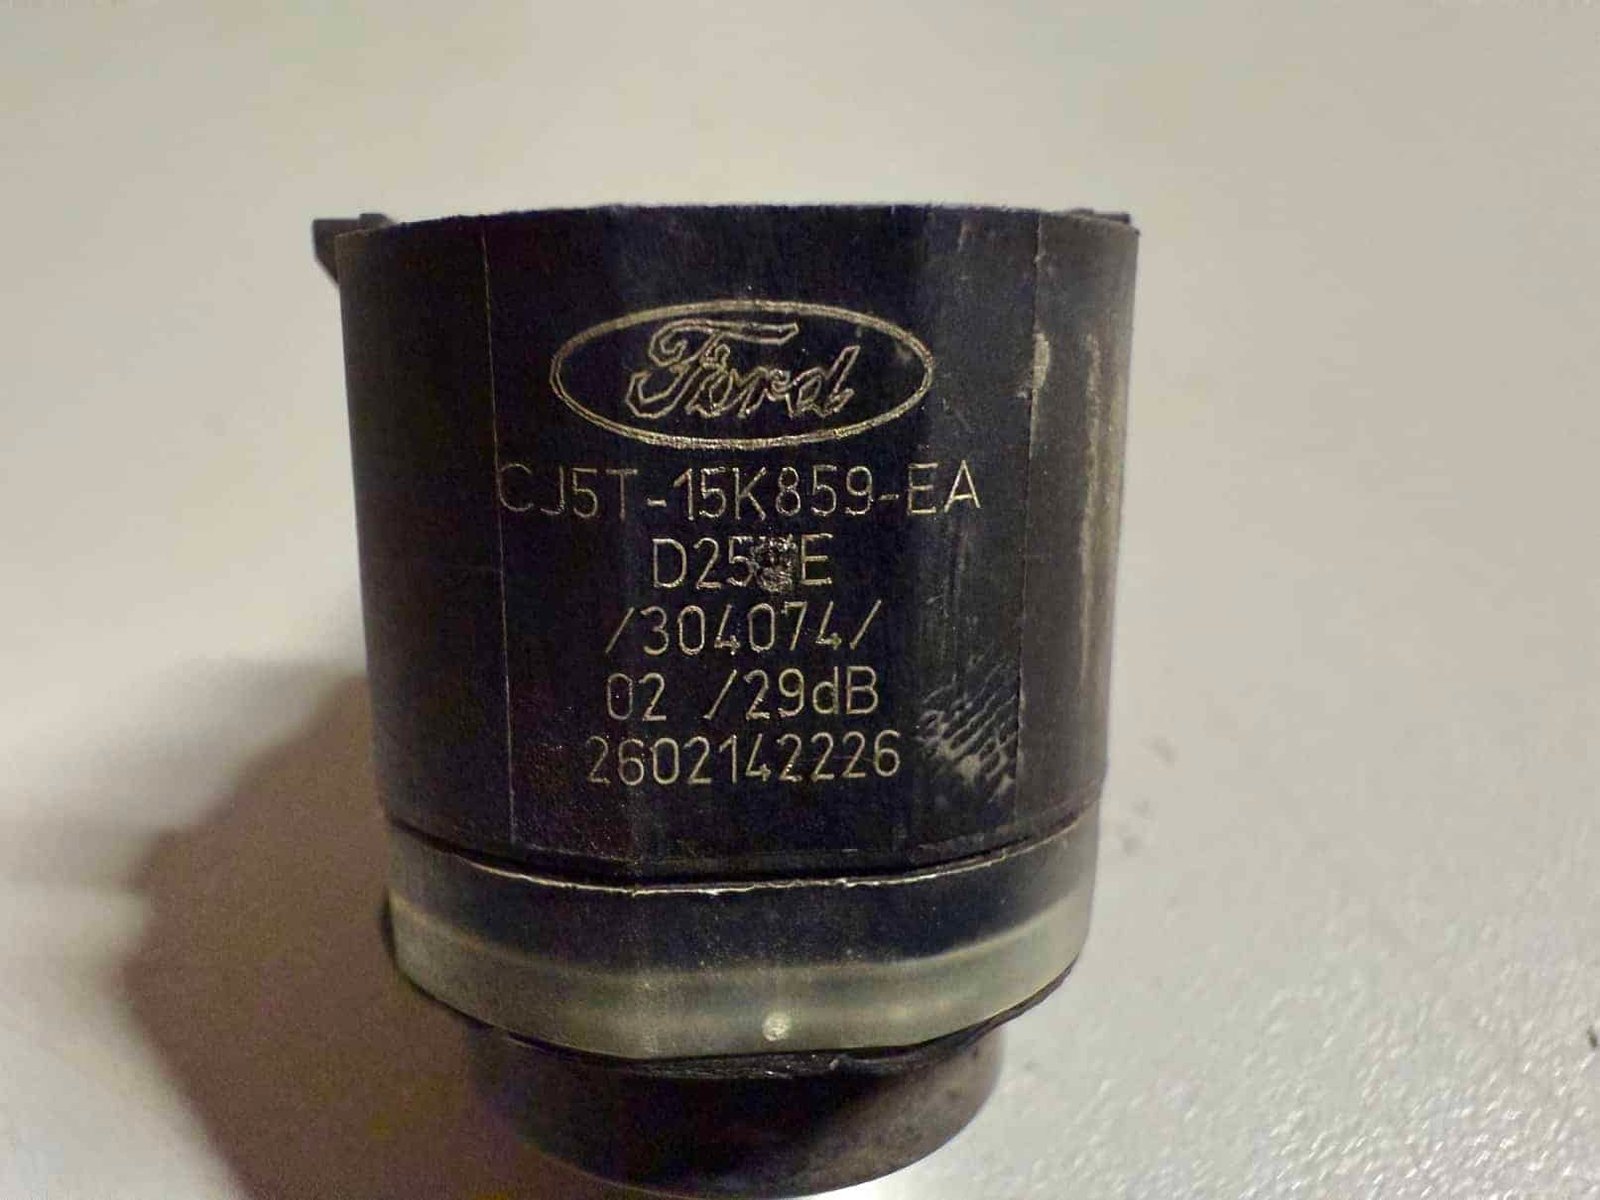 Ford
CJ5T-15K859-EA
/304074/
02 /29dB
2602142226